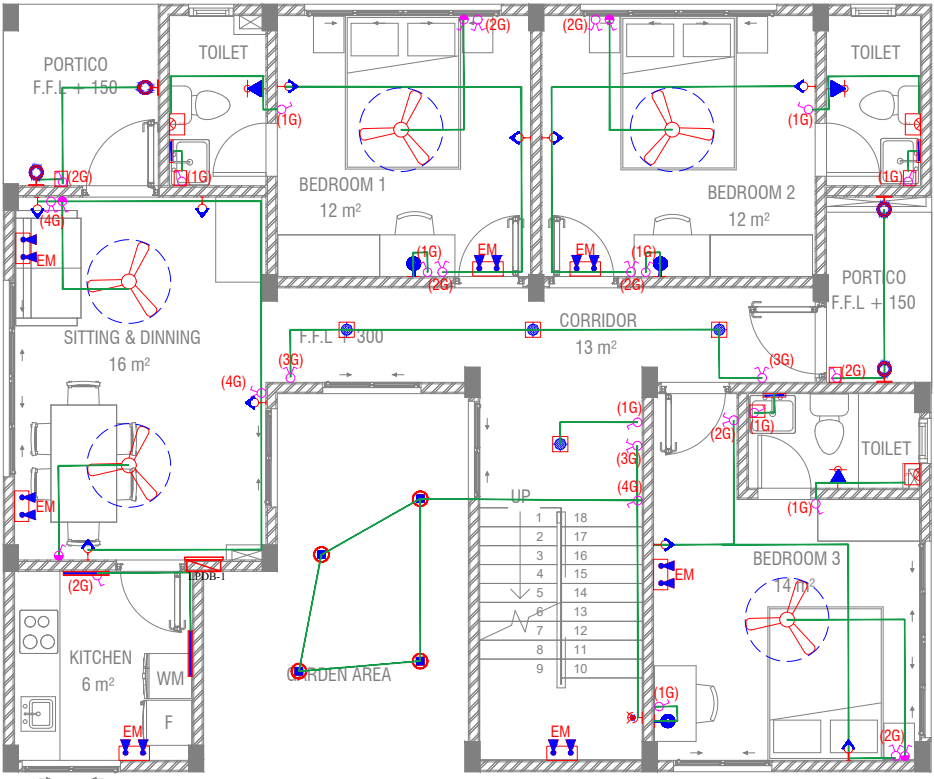 TOILET
(2G)
(2G)
TOILET
PORTICO
F.F.L + 150
(1G)
(1G)
(2G)
(1G)
BEDROOM 1
12 m²
BEDROOM 2
12 m²
(1G)
(4G)
EM
(1G)
EM
EM
(1G)
(2G)
(2G)
PORTICO
F.F.L + 150
SITTING & DINNING
16 m²
F.F.L + 300
CORRIDOR
13 m²
(3G)
(3G)
(2G)
(4G)
(1G)
(2G)
(1G)
TOILET
(3G)
EM
(4G)
UP
(1G)
1 18
2 17
3 16
4 15
5 14
6 13
7 12
8 11
9 10
LPDB-1
(2G)
BEDROOM 3
14 m²
EM
KITCHEN
6 m²
WM
GARDEN AREA
(1G)
F
EM
EM
(2G)